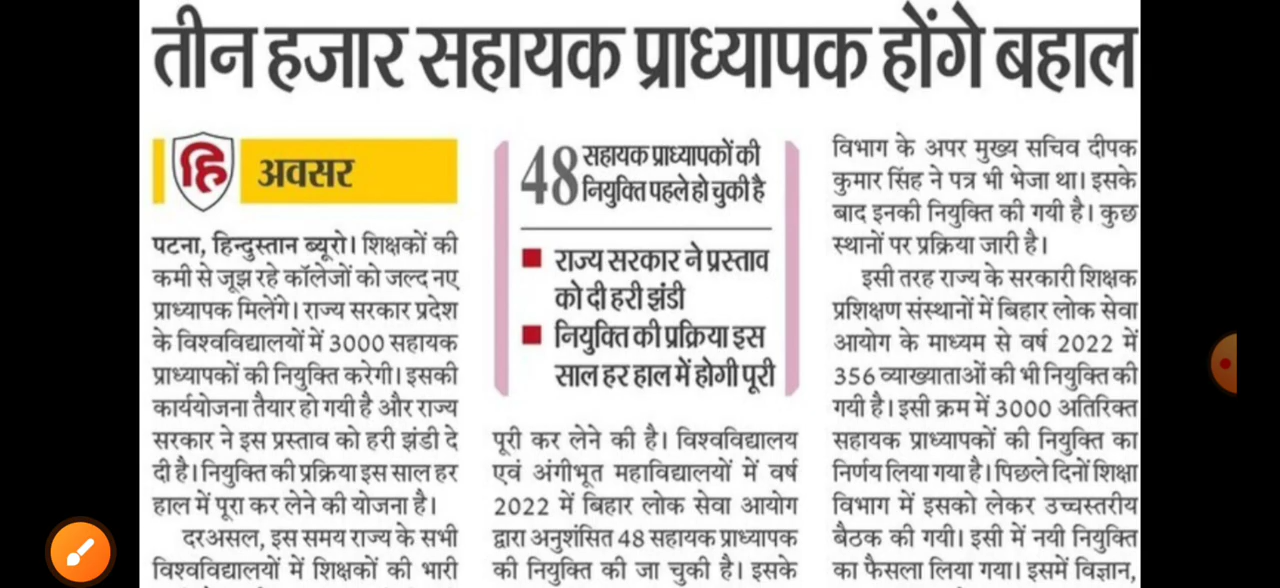 तीन हजार सहायक प्राध्यापक होंगे बहाल
हि
अवसर
पटना, हिन्दुस्तान ब्यूरो। शिक्षकों की
कमी से जूझ रहे कॉलेजों को जल्द नए
प्राध्यापक मिलेंगे। राज्य सरकार प्रदेश
के विश्वविद्यालयों में 3000 सहायक
प्राध्यापकों की नियुक्ति करेगी। इसकी
कार्ययोजना तैयार हो गयी है और राज्य
सरकार ने इस प्रस्ताव को हरी झंडी दे
दी है। नियुक्ति की प्रक्रिया इस साल हर
हाल में पूरा कर लेने की योजना है।
दरअसल, इस समय राज्य के सभी
विश्वविद्यालयों में शिक्षकों की भारी
48 सहायक प्राध्यापकों की
नियुक्ति पहले हो चुकी है
राज्य सरकार ने प्रस्ताव
को दी हरी झंडी
नियुक्ति की प्रक्रिया इस
साल हर हाल में होगी पूरी
पूरी कर लेने की है। विश्वविद्यालय
एवं अंगीभूत महाविद्यालयों में वर्ष
2022 में बिहार लोक सेवा आयोग
द्वारा अनुशंसित 48 सहायक प्राध्यापक
की नियुक्ति की जा चुकी है। इसके
विभाग के अपर मुख्य सचिव दीपक
कुमार सिंह ने पत्र भी भेजा था। इसके
बाद इनकी नियुक्ति की गयी है। कुछ
स्थानों पर प्रक्रिया जारी है।
इसी तरह राज्य के सरकारी शिक्षक
प्रशिक्षण संस्थानों में बिहार लोक सेवा
आयोग के माध्यम से वर्ष 2022 में
356 व्याख्याताओं की भी नियुक्ति की
गयी है। इसी क्रम में 3000 अतिरिक्त
सहायक प्राध्यापकों की नियुक्ति का
निर्णय लिया गया है। पिछले दिनों शिक्षा
विभाग में इसको लेकर उच्चस्तरीय
बैठक की गयी। इसी में नयी नियुक्ति
का फैसला लिया गया। इसमें विज्ञान,